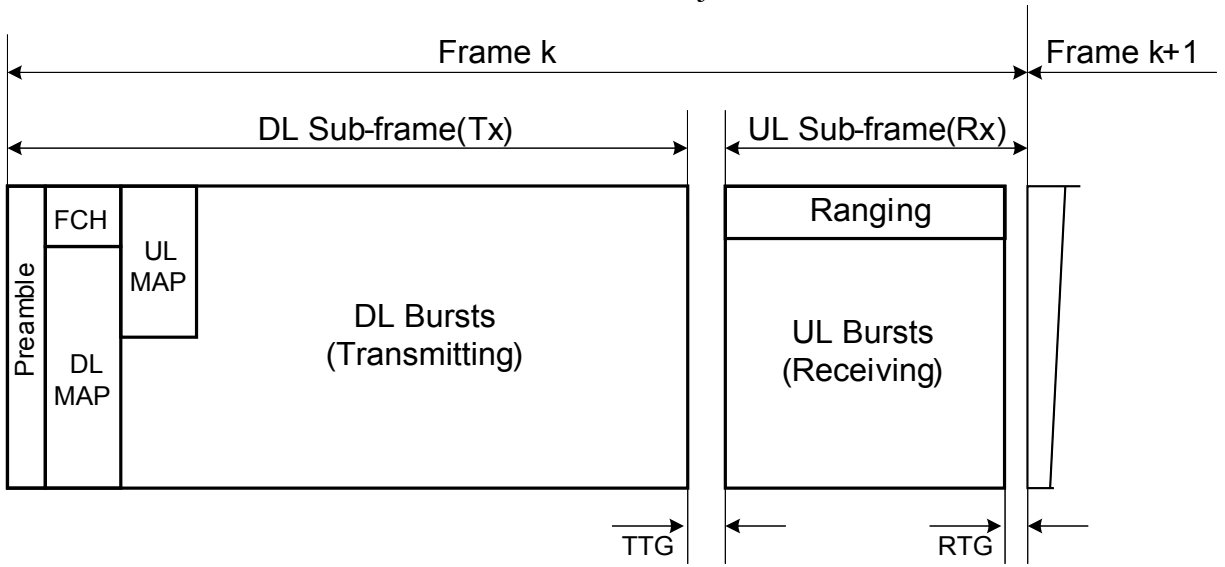 Frame k
Frame k+1
DL Sub-frame(Tx)
UL Sub-frame(Rx)
Preamble
FCH
DL
MAP
UL
MAP
DL Bursts
(Transmitting)
Ranging
UL Bursts
(Receiving)
TTG
RTG